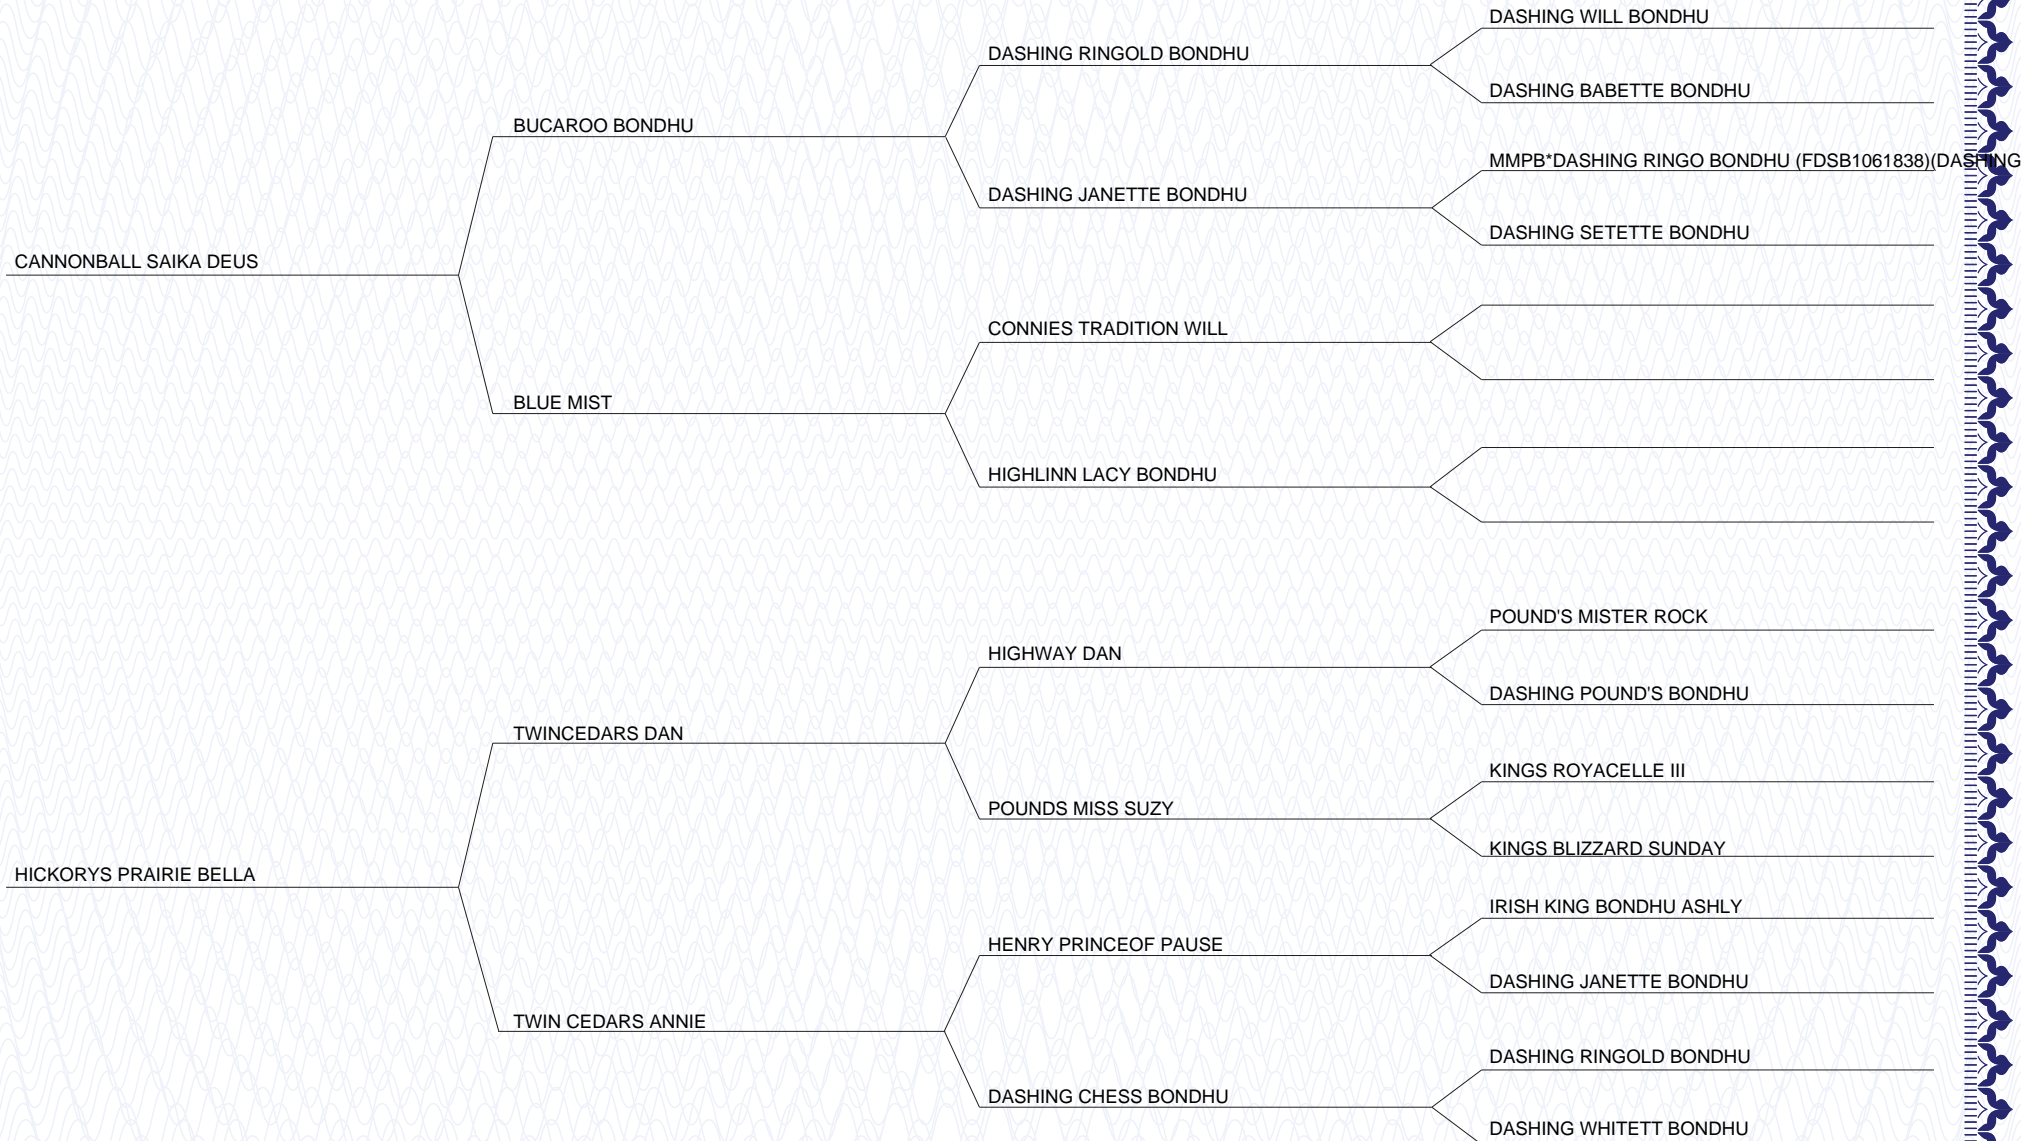 DASHING WILL BONDHU
DASHING RINGOLD BONDHU
DASHING BABETTE BONDHU
BUCAROO BONDHU
MMPB*DASHING RINGO BONDHU (FDSB1061838)(DASHING
DASHING JANETTE BONDHU
DASHING SETETTE BONDHU
CANNONBALL SAIKA DEUS
CONNIES TRADITION WILL
BLUE MIST
HIGHLINN LACY BONDHU
POUND'S MISTER ROCK
HIGHWAY DAN
DASHING POUND'S BONDHU
TWINCEDARS DAN
KINGS ROYACELLE III
POUNDS MISS SUZY
KINGS BLIZZARD SUNDAY
HICKORYS PRAIRIE BELLA
IRISH KING BONDHU ASHLY
HENRY PRINCEOF PAUSE
DASHING JANETTE BONDHU
TWIN CEDARS ANNIE
DASHING RINGOLD BONDHU
DASHING CHESS BONDHU
DASHING WHITETT BONDHU